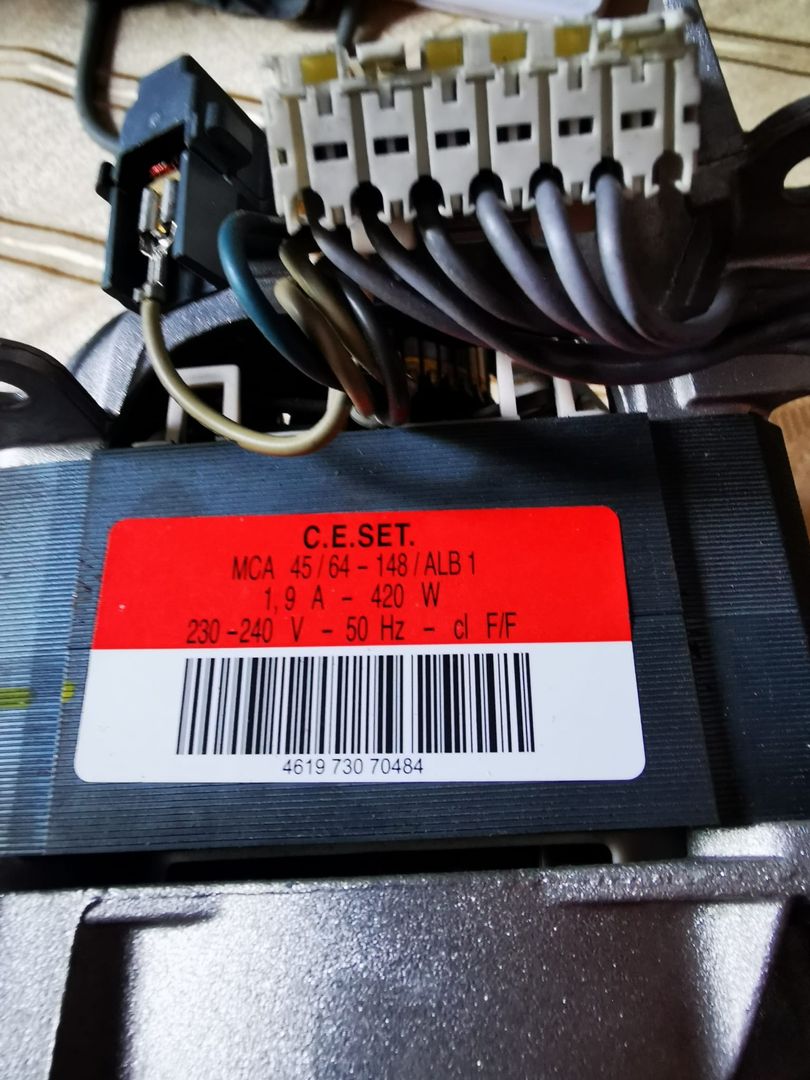 C.E.SET.
MCA 45/64-148/ALB1
1,9 A - 420 W
230-240 V - 50 Hz - cl F/F
4619 730 70484